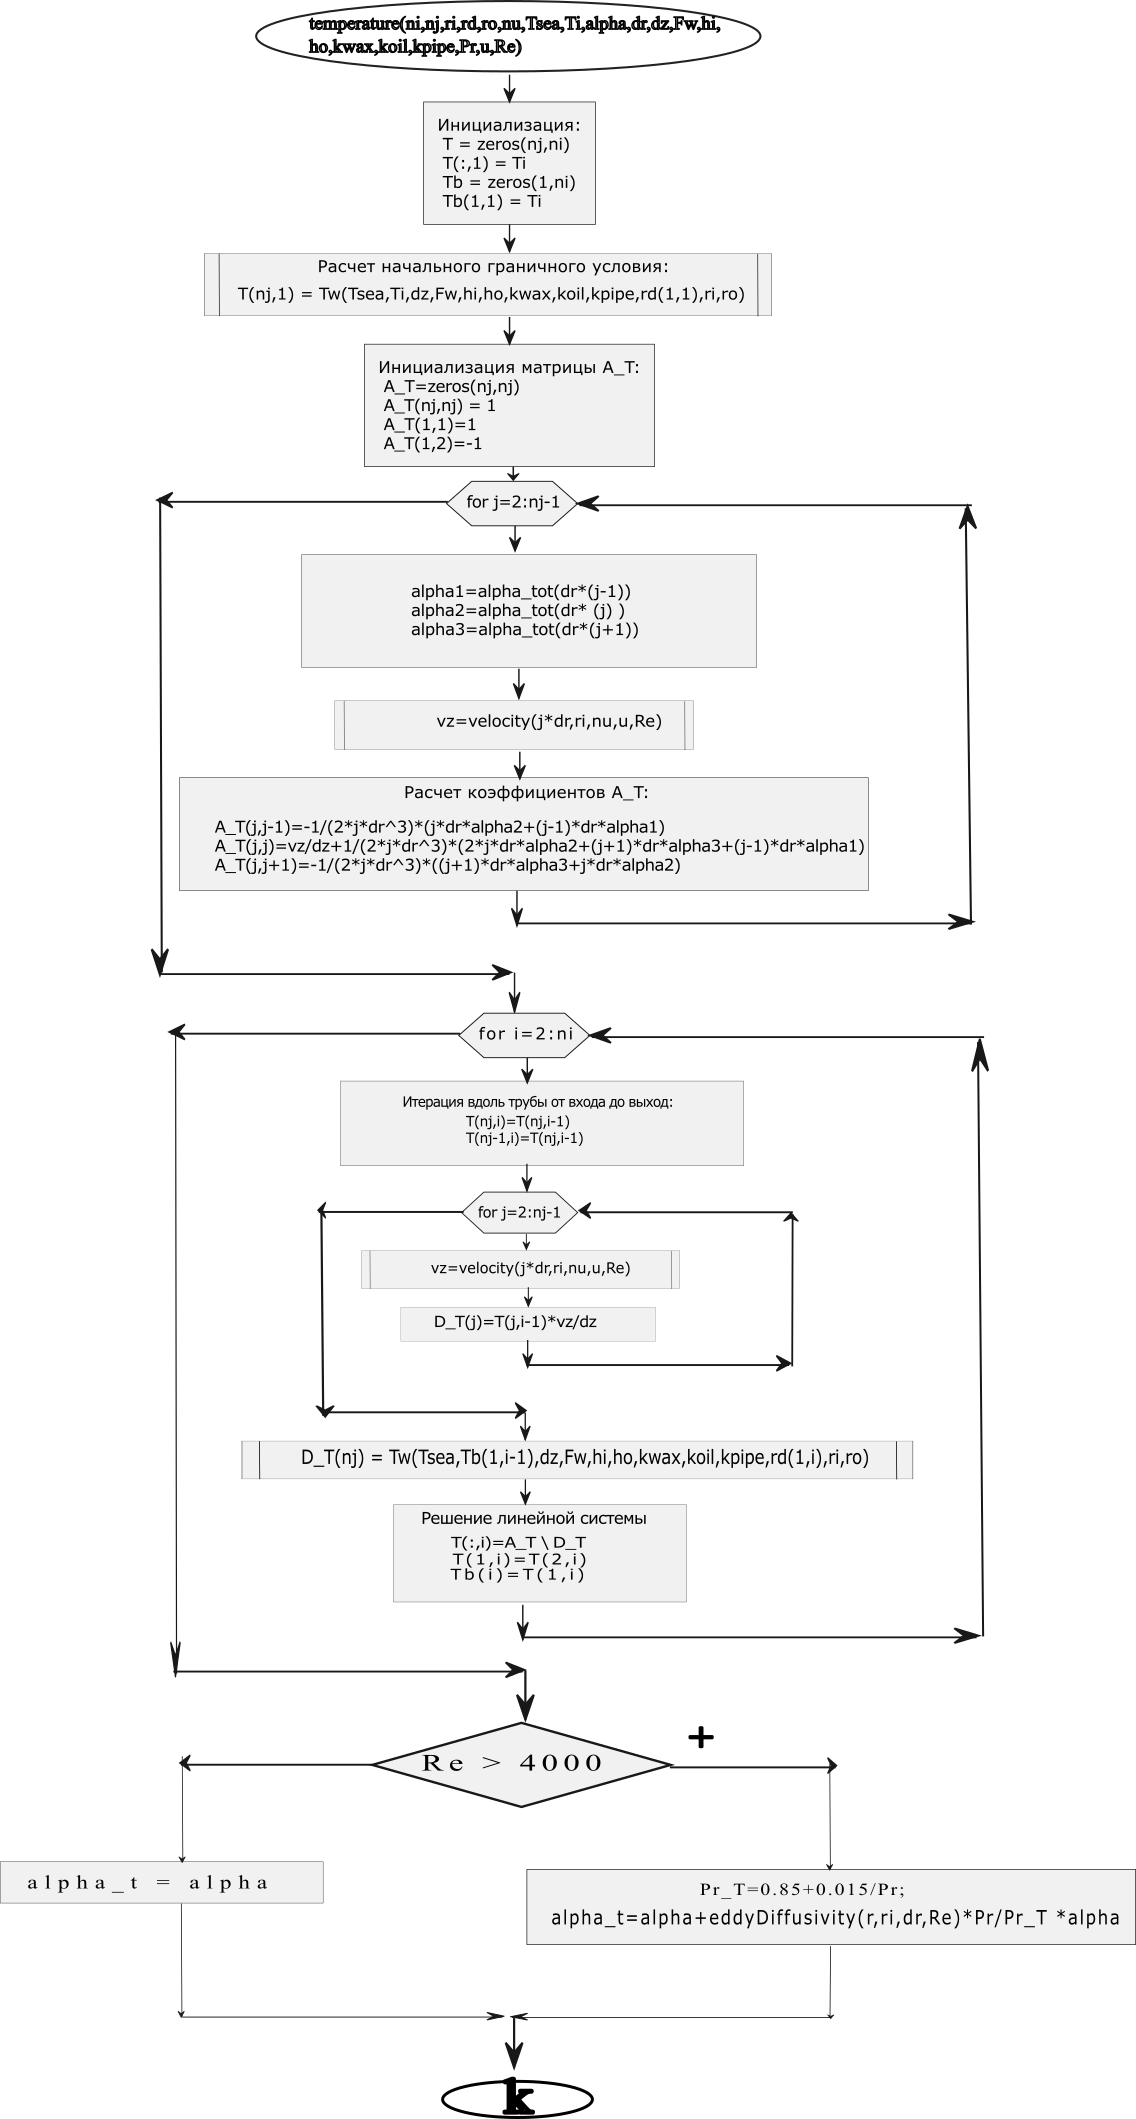 temperature(ni,nj,ri,rd,ro,nu,Tsea,Ti,alpha,dr,dz,Fw,hi,
ho,kwax,koil,kpipe,Pr,u,Re)
Инициализация:
T = zeros(nj,ni)
T(:,1) = Ti
Tb = zeros(1,ni)
Tb(1,1) = Ti
Расчет начального граничного условия:
T(nj,1) = Tw(Tsea,Ti,dz,Fw,hi,ho,kwax,koil,kpipe,rd(1,1),ri,ro)
Инициализация матрицы A_T:
A_T=zeros(nj,nj)
A_T(nj,nj) = 1
A_T(1,1)=1
A_T(1,2)=-1
for j=2:nj-1
alpha1=alpha_tot(dr*(j-1))
alpha2=alpha_tot(dr* (j) )
alpha3=alpha_tot(dr*(j+1))
vz=velocity(j*dr,ri,nu,u,Re)
Расчет коэффициентов A_T:
A_T(j,j-1)=-1/(2*j*dr^3)*(j*dr*alpha2+(j-1)*dr*alpha1)
A_T(j,j)=vz/dz+1/(2*j*dr^3)*(2*j*dr*alpha2+(j+1)*dr*alpha3+(j-1)*dr*alpha1)
A_T(j,j+1)=-1/(2*j*dr^3)*((j+1)*dr*alpha3+j*dr*alpha2)
for i=2:ni
Итерация вдоль трубы от входа до выход:
T(nj,i)=T(nj,i-1)
T(nj-1,i)=T(nj,i-1)
for j=2:nj-1
vz=velocity(j*dr,ri,nu,u,Re)
D_T(j)=T(j,i-1)*vz/dz
D_T(nj) = Tw(Tsea,Tb(1,i-1),dz,Fw,hi,ho,kwax,koil,kpipe,rd(1,i),ri,ro)
Решение линейной системы
T(:,i)=A_T \ D_T
T(1,i)=T(2,i)
Tb(i)=T(1,i)
Re > 4000
+
alpha_t = alpha
Pr_T=0.85+0.015/Pr;
alpha_t=alpha+eddyDiffusivity(r,ri,dr,Re)*Pr/Pr_T *alpha
k